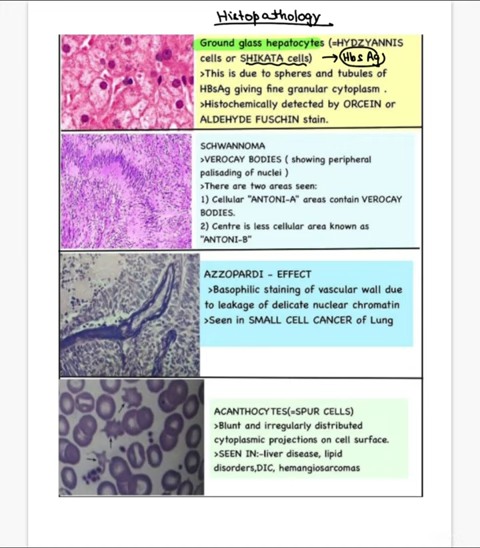 Histopathology.
Ground glass hepatocytes (=HYDZYANNIS
cells or SHIKATA cells) → HbsAg
>This is due to spheres and tubules of
HBsAg giving fine granular cytoplasm .
>Histochemically detected by ORCEIN or
ALDEHYDE FUSCHIN stain.
SCHWANNOMA
>VEROCAY BODIES ( showing peripheral
palisading of nuclei )
>There are two areas seen:
1) Cellular "ANTONI-A" areas contain VEROCAY
BODIES.
2) Centre is less cellular area known as
"ANTONI-B"
AZZOPARDI - EFFECT
>Basophilic staining of vascular wall due
to leakage of delicate nuclear chromatin
>Seen in SMALL CELL CANCER of Lung
ACANTHOCYTES(=SPUR CELLS)
>Blunt and irregularly distributed
cytoplasmic projections on cell surface.
>SEEN IN:-liver disease, lipid
disorders,DIC, hemangiosarcomas